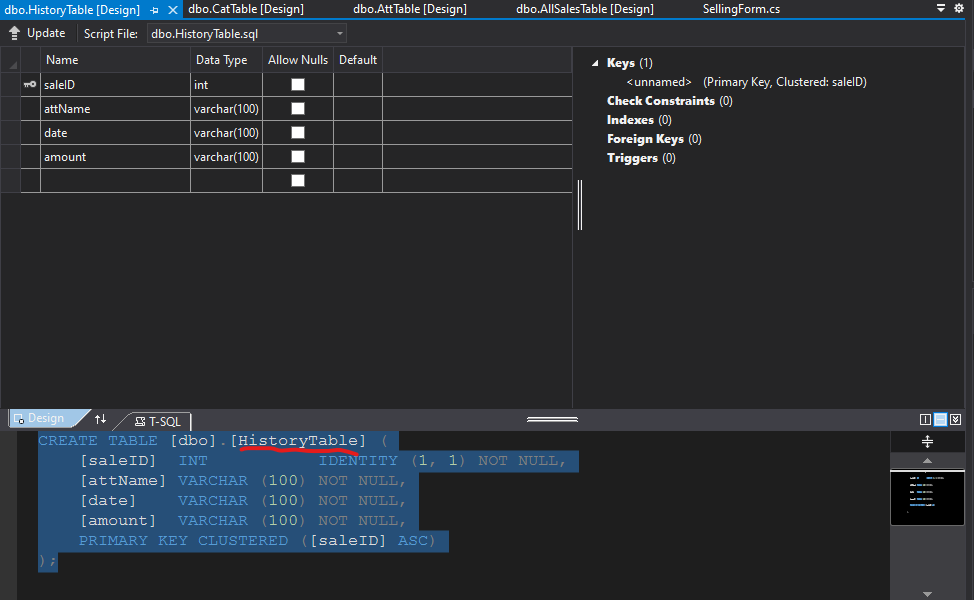 dbo.HistoryTable [Design] dbo.CatTable [Design] dbo.AttTable [Design] dbo.AllSalesTable [Design] SellingForm.cs
Update Script File: dbo.HistoryTable.sql
Name Data Type Allow Nulls Default
saleID int
attName varchar(100)
date varchar(100)
amount varchar(100)
Keys (1)
<unnamed> (Primary Key, Clustered: saleID)
Check Constraints (0)
Indexes (0)
Foreign Keys (0)
Triggers (0)
Design T-SQL
CREATE TABLE [dbo].[HistoryTable] (
[saleID] INT IDENTITY (1, 1) NOT NULL,
[attName] VARCHAR (100) NOT NULL,
[date] VARCHAR (100) NOT NULL,
[amount] VARCHAR (100) NOT NULL,
PRIMARY KEY CLUSTERED ([saleID] ASC)
);